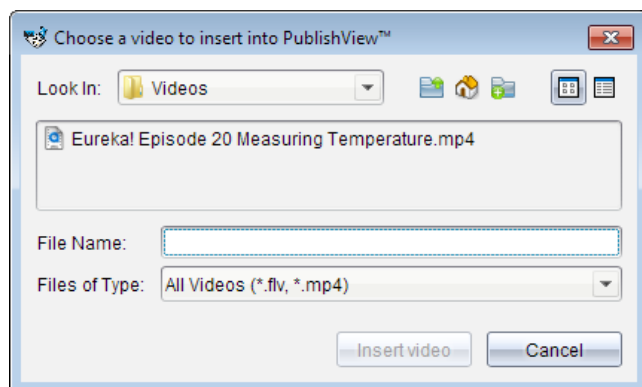 Choose a video to insert into PublishView™
Look In: Videos
Eureka! Episode 20 Measuring Temperature.mp4
File Name:
Files of Type: All Videos (*.flv, *.mp4)
Insert video Cancel